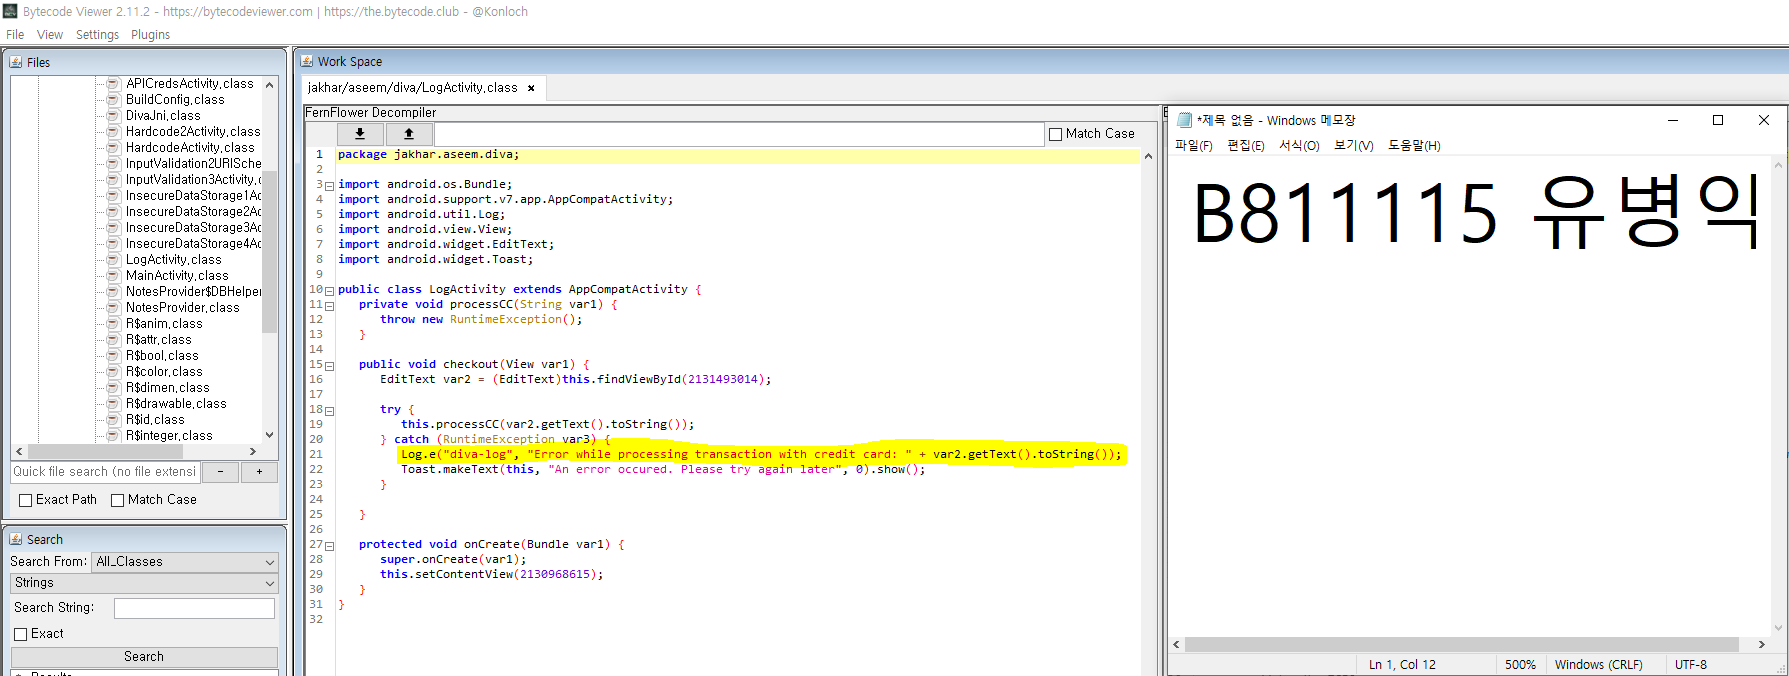 Bytecode Viewer 2.11.2 - https://bytecodeviewer.com | https://the.bytecode.club - @Konloch
File View Settings Plugins
Files
APICredsActivity.class
BuildConfig.class
DivaJni.class
Hardcode2Activity.class
HardcodeActivity.class
InputValidation2URISche
InputValidation3Activity.c
InsecureDataStorage1Ac
InsecureDataStorage2Ac
InsecureDataStorage3Ac
InsecureDataStorage4Ac
LogActivity.class
MainActivity.class
NotesProvider$DBHelper
NotesProvider.class
R$anim.class
R$attr.class
R$bool.class
R$color.class
R$dimen.class
R$drawable.class
R$id.class
R$integer.class
Quick file search (no file extensi
- +
Exact Path Match Case
Search
Search From: All_Classes
Strings
Search String:
Exact
Search
Results
Work Space
jakhar/aseem/diva/LogActivity.class ×
FernFlower Decompiler
Match Case
1 package jakhar.aseem.diva;
2
3 import android.os.Bundle;
4 import android.support.v7.app.AppCompatActivity;
5 import android.util.Log;
6 import android.view.View;
7 import android.widget.EditText;
8 import android.widget.Toast;
9
10 public class LogActivity extends AppCompatActivity {
11 private void processCC(String var1) {
12 throw new RuntimeException();
13 }
14
15 public void checkout(View var1) {
16 EditText var2 = (EditText)this.findViewById(2131493014);
17
18 try {
19 this.processCC(var2.getText().toString());
20 } catch (RuntimeException var3) {
21 Log.e("diva-log", "Error while processing transaction with credit card: " + var2.getText().toString());
22 Toast.makeText(this, "An error occured. Please try again later", 0).show();
23 }
24
25 }
26
27 protected void onCreate(Bundle var1) {
28 super.onCreate(var1);
29 this.setContentView(2130968615);
30 }
31 }
32
*제목 없음 - Windows 메모장
파일(F) 편집(E) 서식(O) 보기(V) 도움말(H)
B811115 유병익
Ln 1, Col 12 500% Windows (CRLF) UTF-8